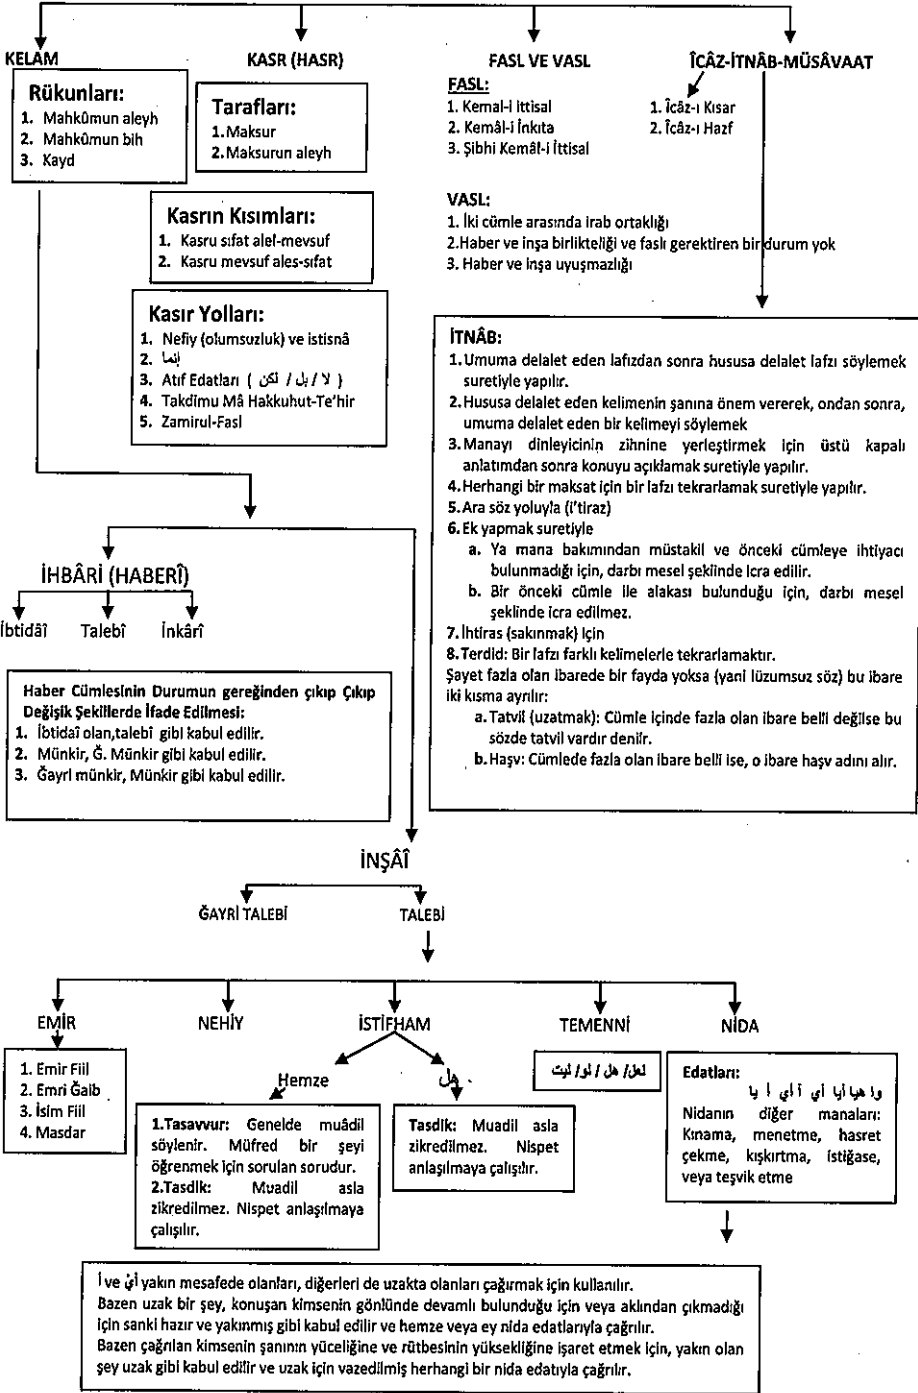 KELAM
Rükunları:
1. Mahkûmun aleyh
2. Mahkûmun bih
3. Kayd
KASR (HASR)
Tarafları:
1. Maksur
2. Maksurun aleyh
Kasrın Kısımları:
1. Kasru sıfat alel-mevsuf
2. Kasru mevsuf ales-sıfat
Kasır Yolları:
1. Nefiy (olumsuzluk) ve istisnâ
2. إنما
3. Atıf Edatları ( لا / بل / لكن )
4. Takdîmu Mâ Hakkuhut-Te'hir
5. Zamirul-Fasl
FASL VE VASL
FASL:
1. Kemal-i ittisal
2. Kemâl-i İnkıta
3. Şibhi Kemâl-i İttisal
VASL:
1. İki cümle arasında irab ortaklığı
2.Haber ve inşa birlikteliği ve faslı gerektiren bir durum yok
3. Haber ve inşa uyuşmazlığı
ÎCÂZ-İTNÂB-MÜSÂVAAT
1. Îcâz-ı Kısar
2. Îcâz-ı Hazf
İTNÂB:
1. Umuma delalet eden lafızdan sonra hususa delalet lafzı söylemek
suretiyle yapılır.
2. Hususa delalet eden kelimenin şanına önem vererek, ondan sonra,
umuma delalet eden bir kelimeyi söylemek
3. Manayı dinleyicinin zihnine yerleştirmek için üstü kapalı
anlatımdan sonra konuyu açıklamak suretiyle yapılır.
4. Herhangi bir maksat için bir lafzı tekrarlamak suretiyle yapılır.
5. Ara söz yoluyla (i'tiraz)
6. Ek yapmak suretiyle
a. Ya mana bakımından müstakil ve önceki cümleye ihtiyacı
bulunmadığı için, darbı mesel şeklinde icra edilir.
b. Bir önceki cümle ile alakası bulunduğu için, darbı mesel
şeklinde icra edilmez.
7. İhtiras (sakınmak) için
8. Terdid: Bir lafzı farklı kelimelerle tekrarlamaktır.
Şayet fazla olan ibarede bir fayda yoksa (yani lüzumsuz söz) bu ibare
iki kısma ayrılır:
a. Tatvil (uzatmak): Cümle içinde fazla olan ibare belli değilse bu
sözde tatvil vardır denilir.
b. Haşv: Cümlede fazla olan ibare belli ise, o ibare haşv adını alır.
İHBÂRİ (HABERÎ)
İbtidâî Talebî İnkârî
Haber Cümlesinin Durumun gereğinden çıkıp Çıkıp
Değişik Şekillerde İfade Edilmesi:
1. İbtidaî olan,talebî gibi kabul edilir.
2. Münkir, Ğ. Münkir gibi kabul edilir.
3. Ğayrl münkir, Münkir gibi kabul edilir.
İNŞÂÎ
ĞAYRİ TALEBİ TALEBİ
EMİR NEHİY İSTİFHAM TEMENNİ NİDA
1. Emir Fiil
2. Emri Ğaib
3. İsim Fiil
4. Masdar
Hemze
هل
1.Tasavvur: Genelde muâdil
söylenir. Müfred bir şeyi
öğrenmek için sorulan sorudur.
2.Tasdik: Muadil asla
zikredilmez. Nispet anlaşılmaya
çalışılır.
Tasdik: Muadil asla
zikredilmez. Nispet
anlaşılmaya çalışılır.
لعل/ هل / لو/ ليت
Edatları:
وا هيا أيا أي آ آي أ يا
Nidanın diğer manaları:
Kınama, menetme, hasret
çekme, kışkırtma, istiğase,
veya teşvik etme
أ ve أي yakın mesafede olanları, diğerleri de uzakta olanları çağırmak için kullanılır.
Bazen uzak bir şey, konuşan kimsenin gönlünde devamlı bulunduğu için veya aklından çıkmadığı
için sanki hazır ve yakınmış gibi kabul edilir ve hemze veya ey nida edatlarıyla çağrılır.
Bazen çağrılan kimsenin şanının yüceliğine ve rütbesinin yüksekliğine işaret etmek için, yakın olan
şey uzak gibi kabul edilir ve uzak için vazedilmiş herhangi bir nida edatıyla çağrılır.